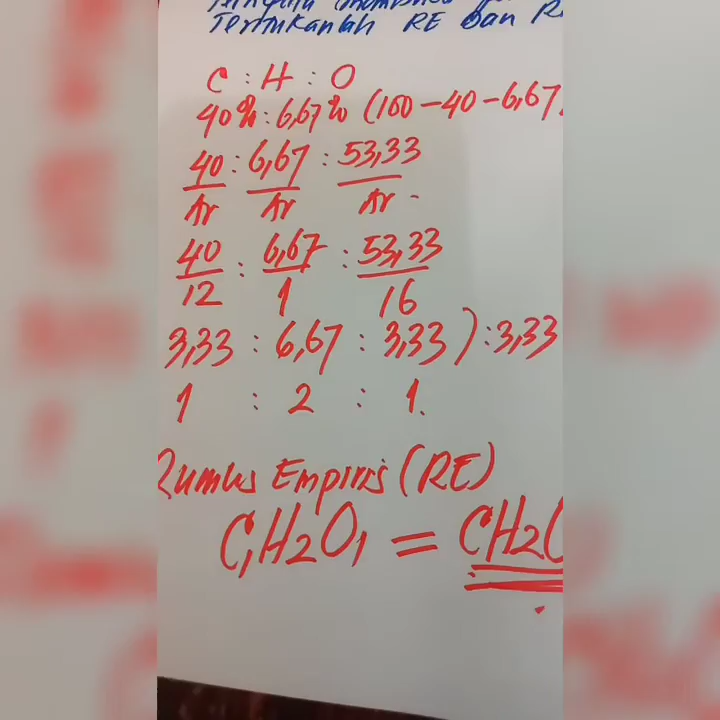 Tentukanlah RE dan R
C : H : O
40% : 6,67% (100-40-6,67
40 : 6,67 : 53,33
Ar Ar Ar
40 : 6,67 : 53,33
12 1 16
3,33 : 6,67 : 3,33) : 3,33
1 : 2 : 1.
Rumus Empiris (RE)
C1H2O1 = CH2O